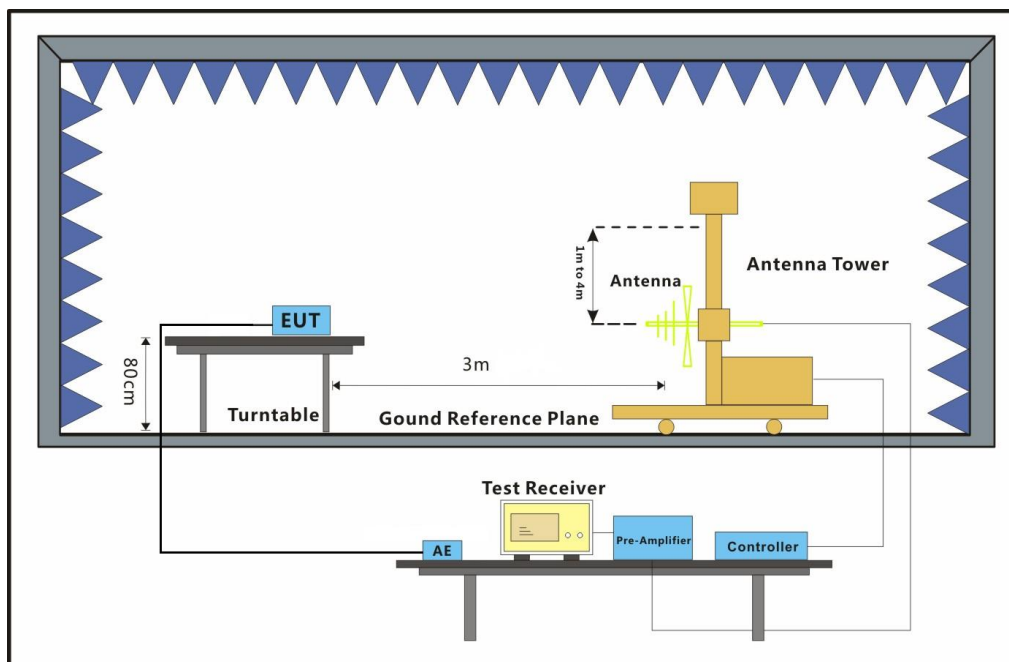 1m to 4m
Antenna
Antenna Tower
EUT
80cm
3m
Turntable
Gound Reference Plane
Test Receiver
AE
Pre-Amplifier
Controller